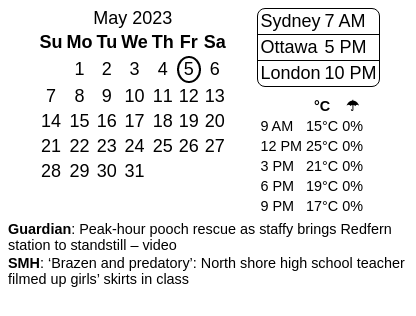 May 2023
Su Mo Tu We Th Fr Sa
1 2 3 4 5 6
7 8 9 10 11 12 13
14 15 16 17 18 19 20
21 22 23 24 25 26 27
28 29 30 31
Sydney 7 AM
Ottawa 5 PM
London 10 PM
°C ☂
9 AM 15°C 0%
12 PM 25°C 0%
3 PM 21°C 0%
6 PM 19°C 0%
9 PM 17°C 0%
Guardian: Peak-hour pooch rescue as staffy brings Redfern
station to standstill – video
SMH: ‘Brazen and predatory’: North shore high school teacher
filmed up girls’ skirts in class